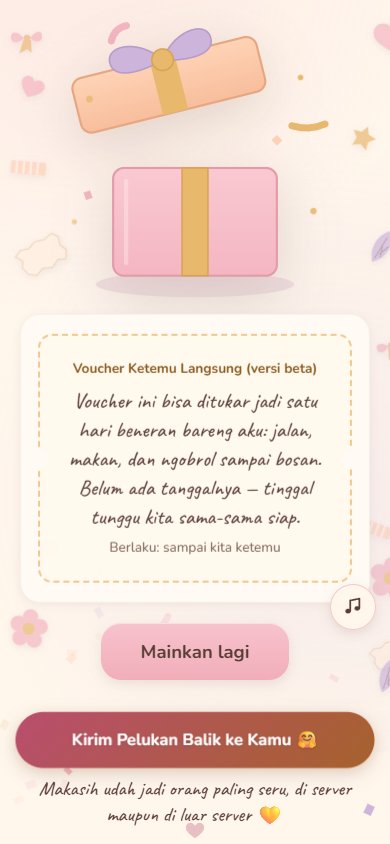 Voucher Ketemu Langsung (versi beta)
Voucher ini bisa ditukar jadi satu
hari beneran bareng aku: jalan,
makan, dan ngobrol sampai bosan.
Belum ada tanggalnya — tinggal
tunggu kita sama-sama siap.
Berlaku: sampai kita ketemu
Mainkan lagi
Kirim Pelukan Balik ke Kamu 🤗
Makasih udah jadi orang paling seru, di server
maupun di luar server 💛